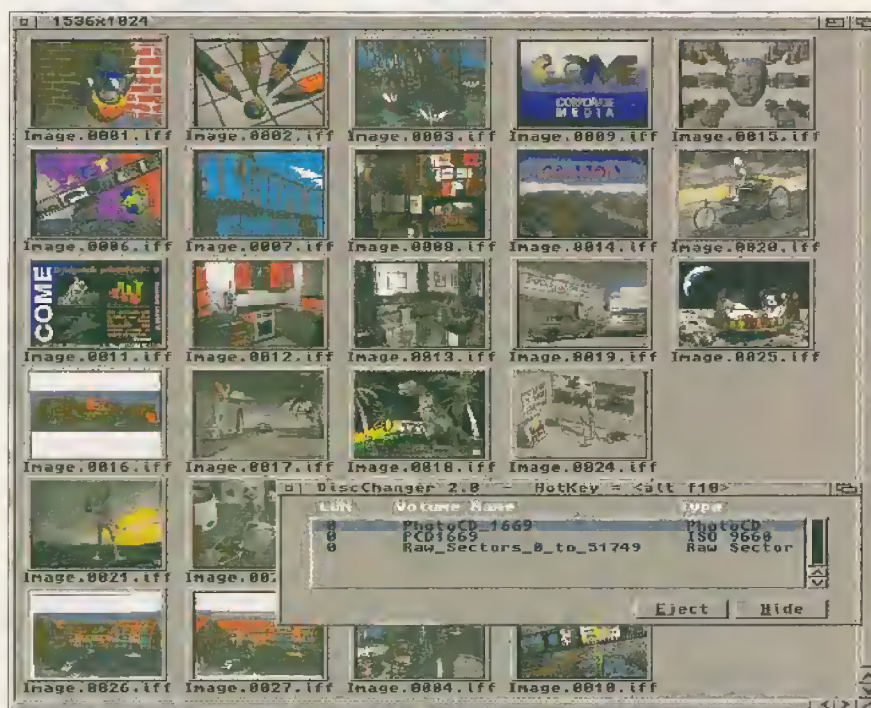 1536x1024
COME
CORPORATE
MEDIA
Image.0001.iff Image.0002.iff Image.0003.iff Image.0009.iff Image.0015.iff
Image.0006.iff Image.0007.iff Image.0008.iff Image.0014.iff Image.0020.iff
COME
Image.0011.iff Image.0012.iff Image.0013.iff Image.0019.iff Image.0025.iff
Image.0016.iff Image.0017.iff Image.0018.iff Image.0024.iff
DiscChanger 2.0 - HotKey = <alt f10>
LUN Volume Name Type
0 PhotoCD_1669 PhotoCD
0 PCD1669 ISO 9660
0 Raw_Sectors_0_to_51749 Raw Sector
Image.0021.iff
Eject Hide
Image.0026.iff Image.0027.iff Image.0004.iff Image.0010.iff